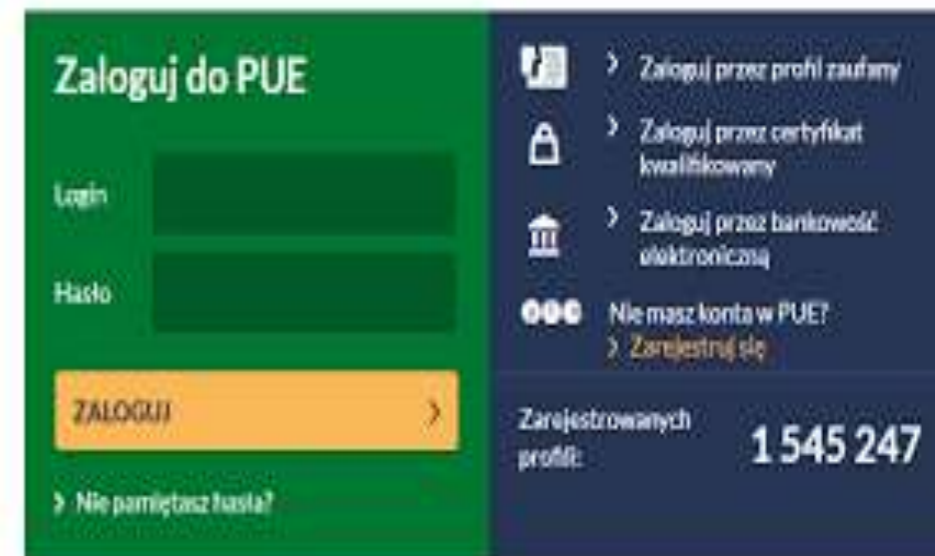 Zaloguj do PUE
Login
Hasło
ZALOGUJ
Nie pamiętasz hasła?
Zaloguj przez profil zaufany
Zaloguj przez certyfikat
kwalifikowany
Zaloguj przez bankowość
elektroniczną
Nie masz konta w PUE?
Zarejestruj się
Zarejestrowanych
profili:
1 545 247